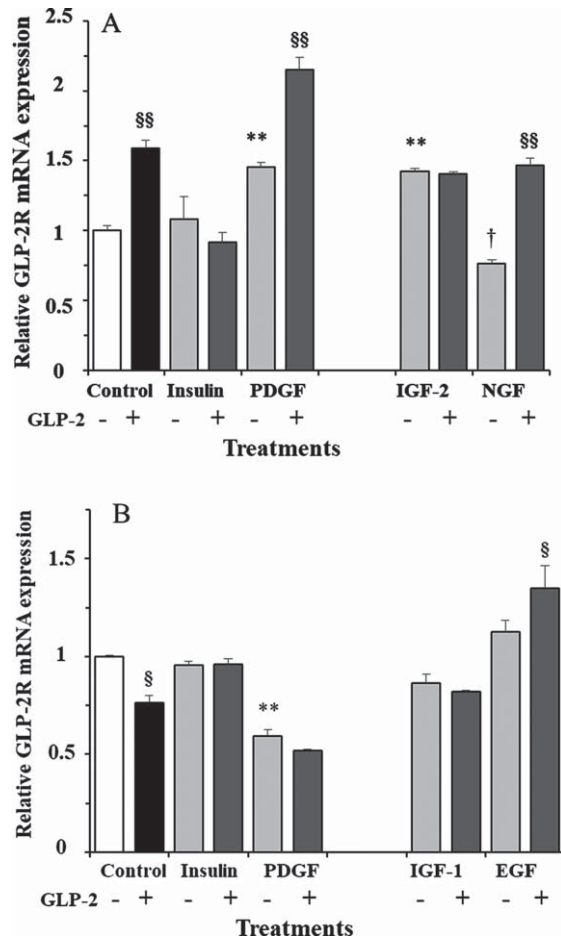 A
Relative GLP-2R mRNA expression
2.5
2
1.5
1
0.5
0
§§
**
§§
**
†
§§
Control Insulin PDGF IGF-2 NGF
GLP-2 - + - + - + - + - +
Treatments
B
Relative GLP-2R mRNA expression
1.5
1
0.5
0
§
**
§
Control Insulin PDGF IGF-1 EGF
GLP-2 - + - + - + - + - +
Treatments